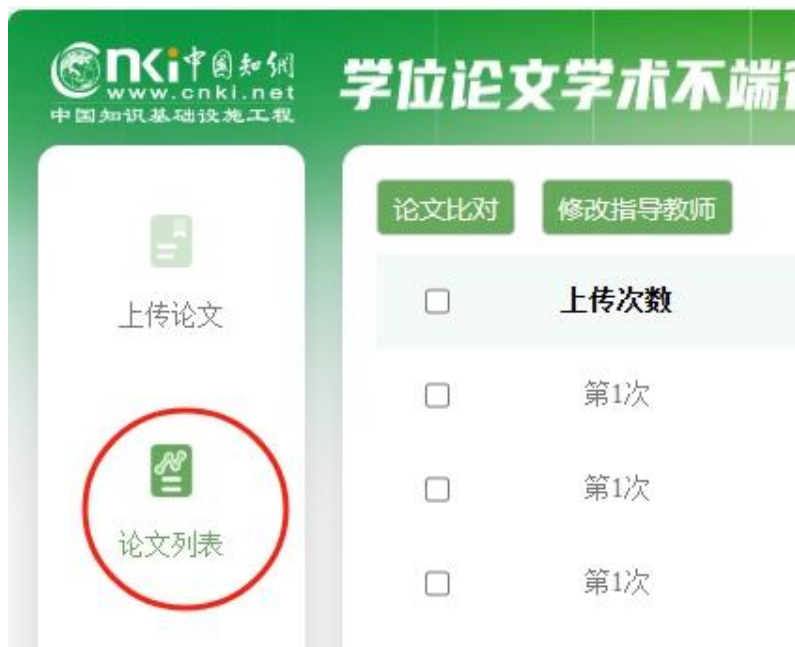 cnki中国知网
www.cnki.net
中国知识基础设施工程
学位论文学术不端
论文比对
修改指导教师
上传论文
上传次数
第1次
第1次
论文列表
第1次